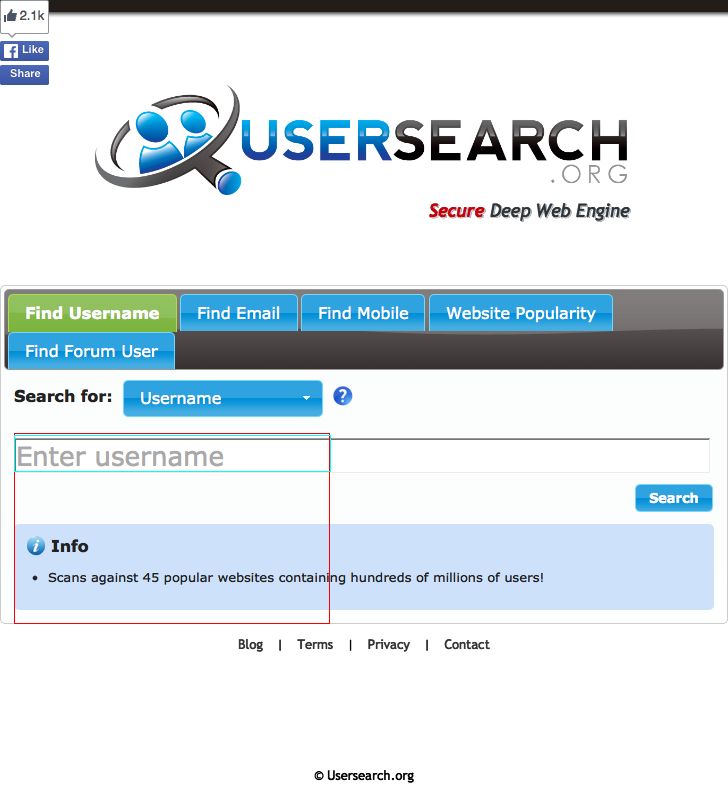 2.1k
Like
Share
USERSEARCH
.ORG
Secure Deep Web Engine
Find Username Find Email Find Mobile Website Popularity
Find Forum User
Search for: Username ?
Enter username
Search
i Info
• Scans against 45 popular websites containing hundreds of millions of users!
Blog | Terms | Privacy | Contact
© Usersearch.org